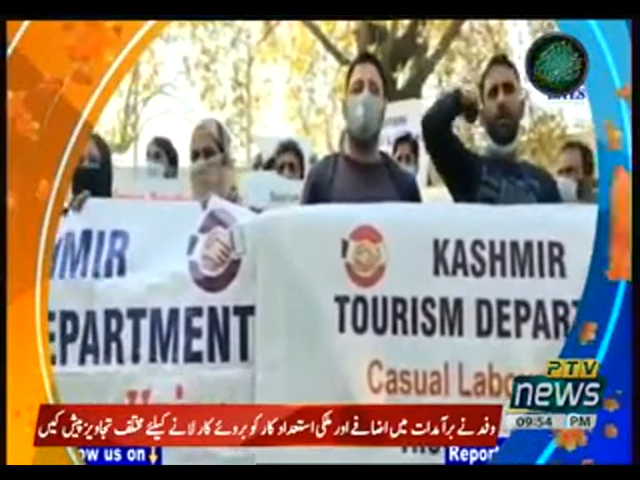 KASHMIR
TOURISM DEPART
EPARTMENT
Casual Labo
PTV
news
09:54 PM
وفد نے برآمدات میں اضافے اور ملکی استعداد کار کو بروئے کار لانے کیلئے مختلف تجاویز پیش کیں
ow us on
Report